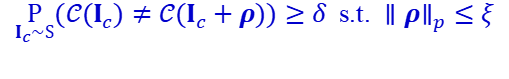 P (𝒞(𝐈_c) ≠ 𝒞(𝐈_c + 𝝆)) ≥ δ s.t. ∥ 𝝆 ∥_p ≤ ξ
𝐈_c~S